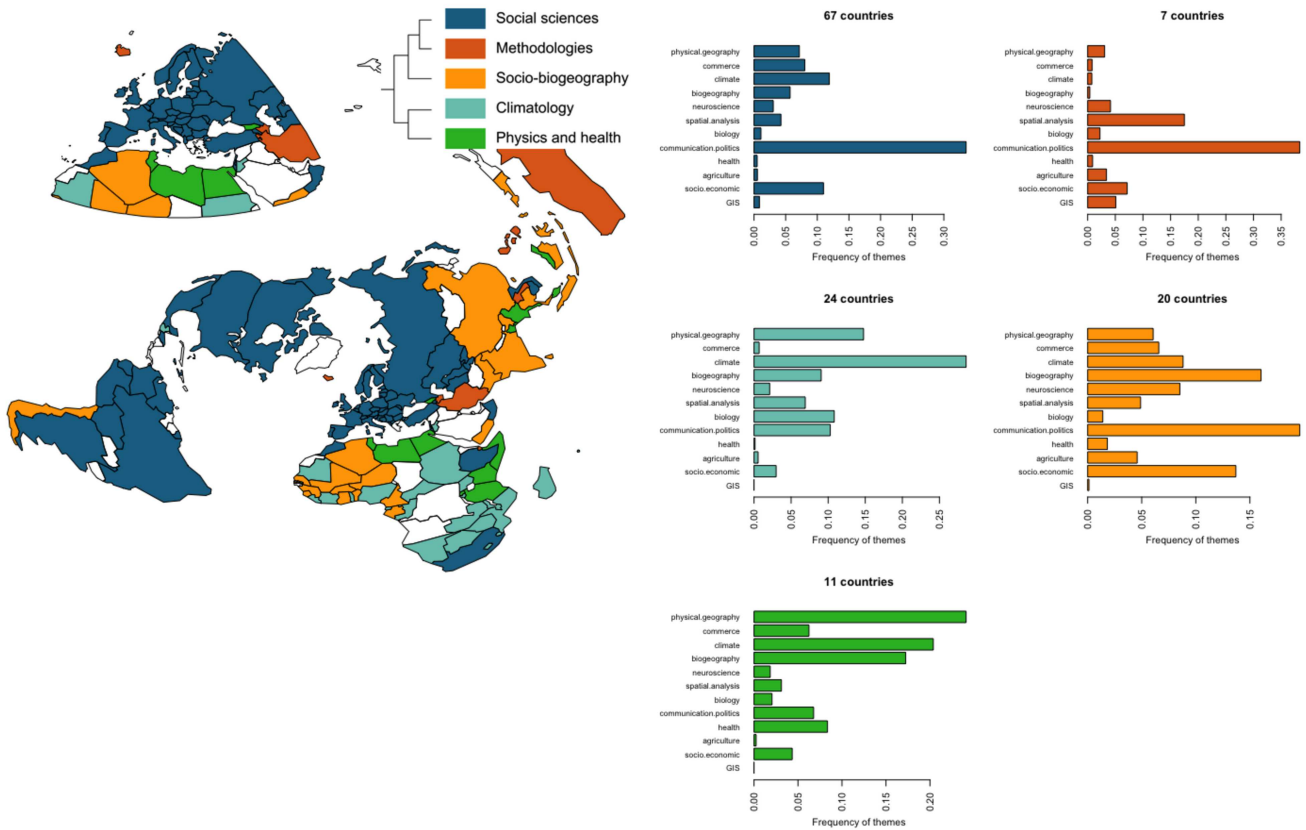 Social sciences
Methodologies
Socio-biogeography
Climatology
Physics and health
67 countries
physical.geography
commerce
climate
biogeography
neuroscience
spatial.analysis
biology
communication.politics
health
agriculture
socio.economic
GIS
0.00 0.05 0.10 0.15 0.20 0.25 0.30
Frequency of themes
7 countries
physical.geography
commerce
climate
biogeography
neuroscience
spatial.analysis
biology
communication.politics
health
agriculture
socio.economic
GIS
0.00 0.05 0.10 0.15 0.20 0.25 0.30 0.35
Frequency of themes
24 countries
physical.geography
commerce
climate
biogeography
neuroscience
spatial.analysis
biology
communication.politics
health
agriculture
socio.economic
GIS
0.00 0.05 0.10 0.15 0.20 0.25
Frequency of themes
20 countries
physical.geography
commerce
climate
biogeography
neuroscience
spatial.analysis
biology
communication.politics
health
agriculture
socio.economic
GIS
0.00 0.05 0.10 0.15
Frequency of themes
11 countries
physical.geography
commerce
climate
biogeography
neuroscience
spatial.analysis
biology
communication.politics
health
agriculture
socio.economic
GIS
0.00 0.05 0.10 0.15 0.20
Frequency of themes